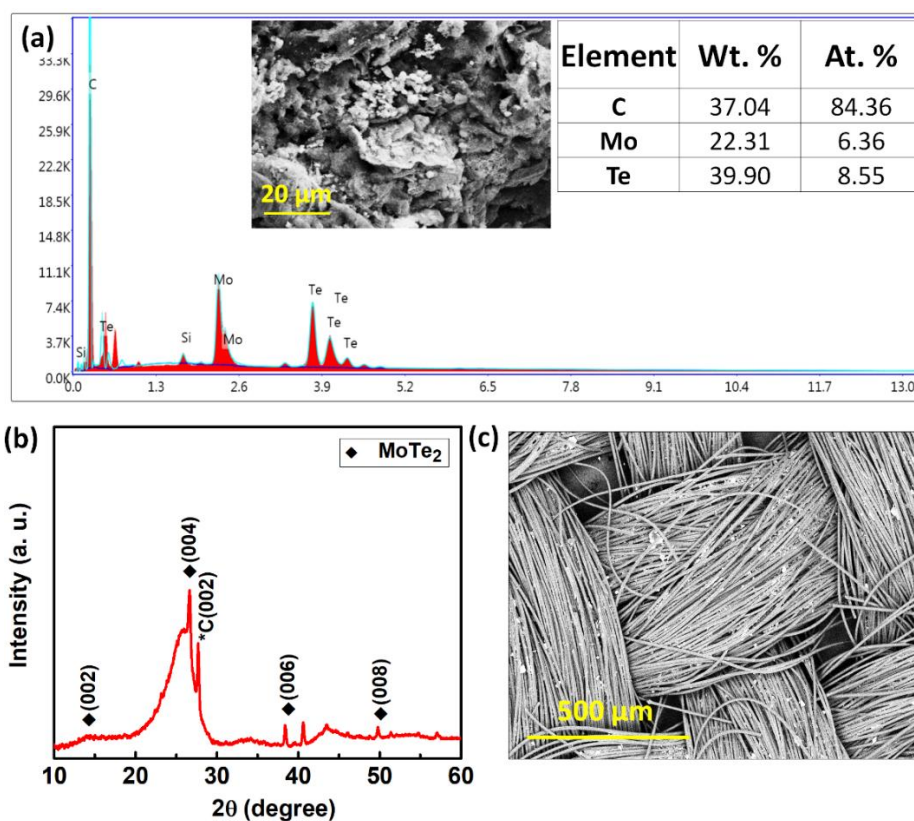 (a)
33.3K
29.6K
25.9K
22.2K
18.5K
14.8K
11.1K
7.4K
3.7K
0.0K
C
Si
Te
Si
Mo
Mo
Te
Te
Te
Te
0.0 1.3 2.6 3.9 5.2 6.5 7.8 9.1 10.4 11.7 13.0
20 μm
Element Wt. % At. %
C 37.04 84.36
Mo 22.31 6.36
Te 39.90 8.55
(b)
◆ MoTe₂
◆(002)
◆(004)
*C(002)
◆(006)
◆(008)
Intensity (a. u.)
10 20 30 40 50 60
2θ (degree)
(c)
500 μm